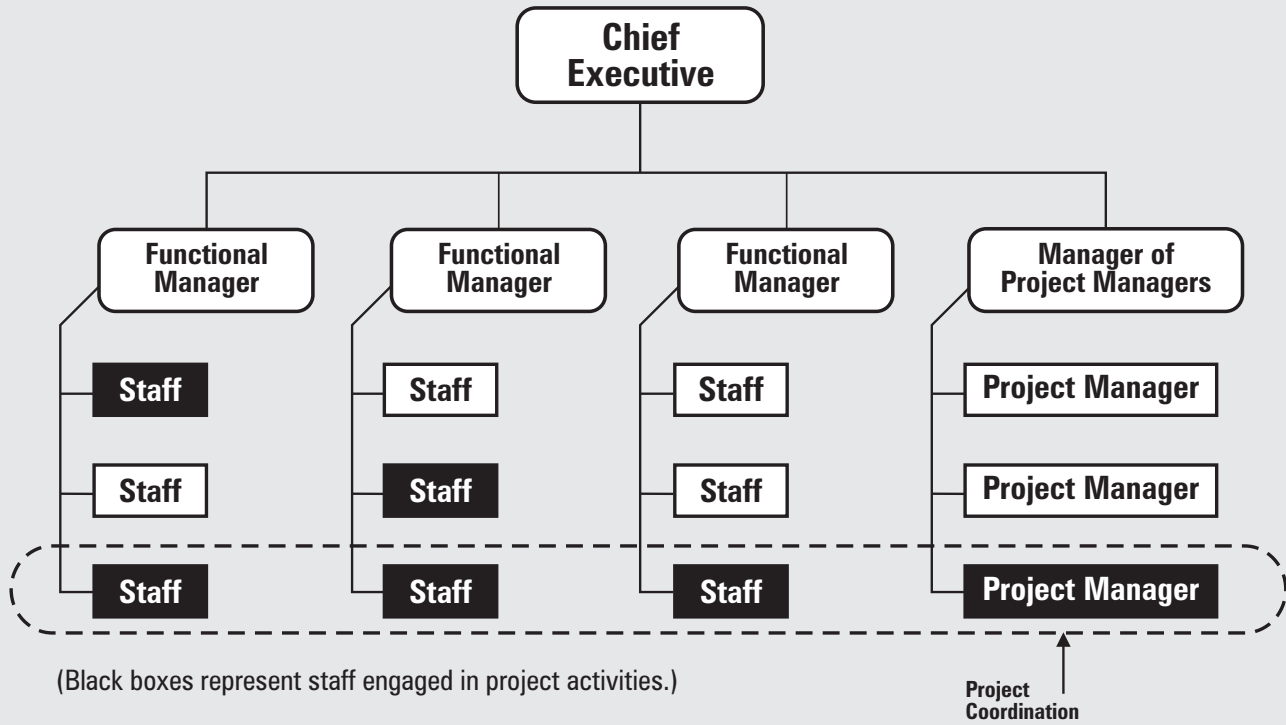 Chief
Executive
Functional
Manager
Functional
Manager
Functional
Manager
Manager of
Project Managers
Staff
Staff
Staff
Project Manager
Staff
Staff
Staff
Project Manager
Staff
Staff
Staff
Project Manager
(Black boxes represent staff engaged in project activities.)
Project
Coordination